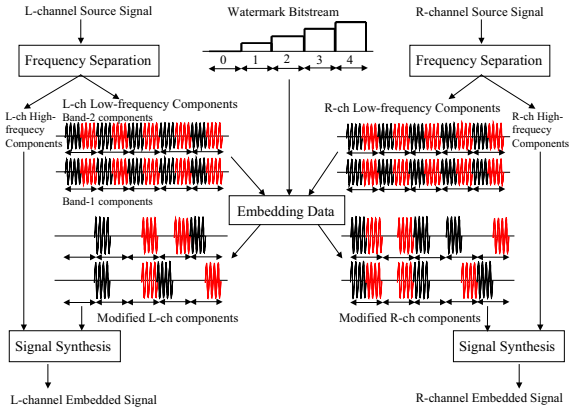 L-channel Source Signal
Watermark Bitstream
R-channel Source Signal
Frequency Separation
0 1 2 3 4
Frequency Separation
L-ch High-
frequecy
Components
L-ch Low-frequency Components
Band-2 components
R-ch Low-frequency Components
R-ch High-
frequecy
Components
Band-1 components
Embedding Data
Modified L-ch components
Modified R-ch components
Signal Synthesis
Signal Synthesis
L-channel Embedded Signal
R-channel Embedded Signal